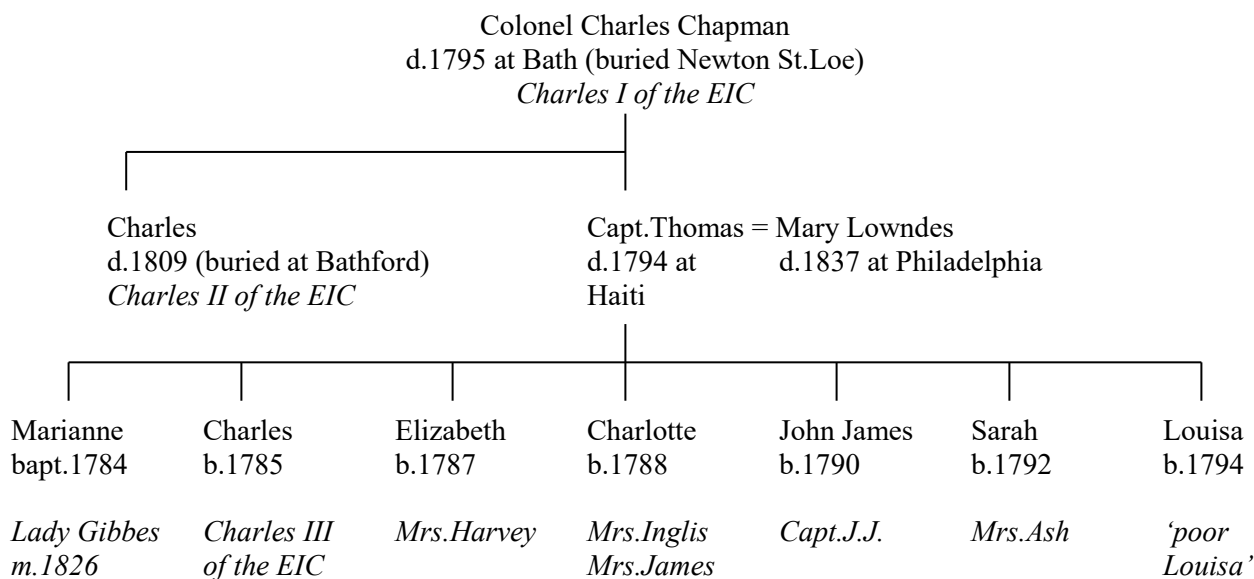 Colonel Charles Chapman
d.1795 at Bath (buried Newton St.Loe)
Charles I of the EIC
Charles
d.1809 (buried at Bathford)
Charles II of the EIC
Capt.Thomas = Mary Lowndes
d.1794 at d.1837 at Philadelphia
Haiti
Marianne
bapt.1784
Lady Gibbes
m.1826
Charles
b.1785
Charles III
of the EIC
Elizabeth
b.1787
Mrs.Harvey
Charlotte
b.1788
Mrs.Inglis
Mrs.James
John James
b.1790
Capt.J.J.
Sarah
b.1792
Mrs.Ash
Louisa
b.1794
‘poor
Louisa’